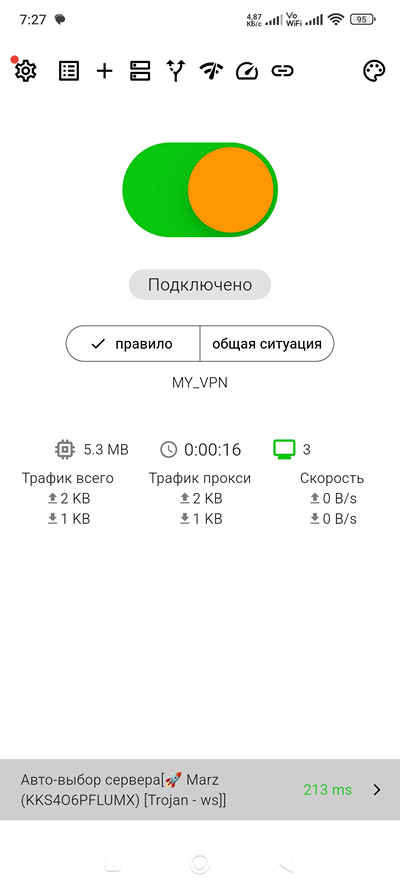 7:27
4,87
КБ/с
Vo
WiFi
95
Подключено
правило
общая ситуация
MY_VPN
5.3 MB
0:00:16
3
Трафик всего
Трафик прокси
Скорость
2 KB
2 KB
0 B/s
1 KB
1 KB
0 B/s
Авто-выбор сервера[🚀 Marz
(KKS4O6PFLUMX) [Trojan - ws]]
213 ms